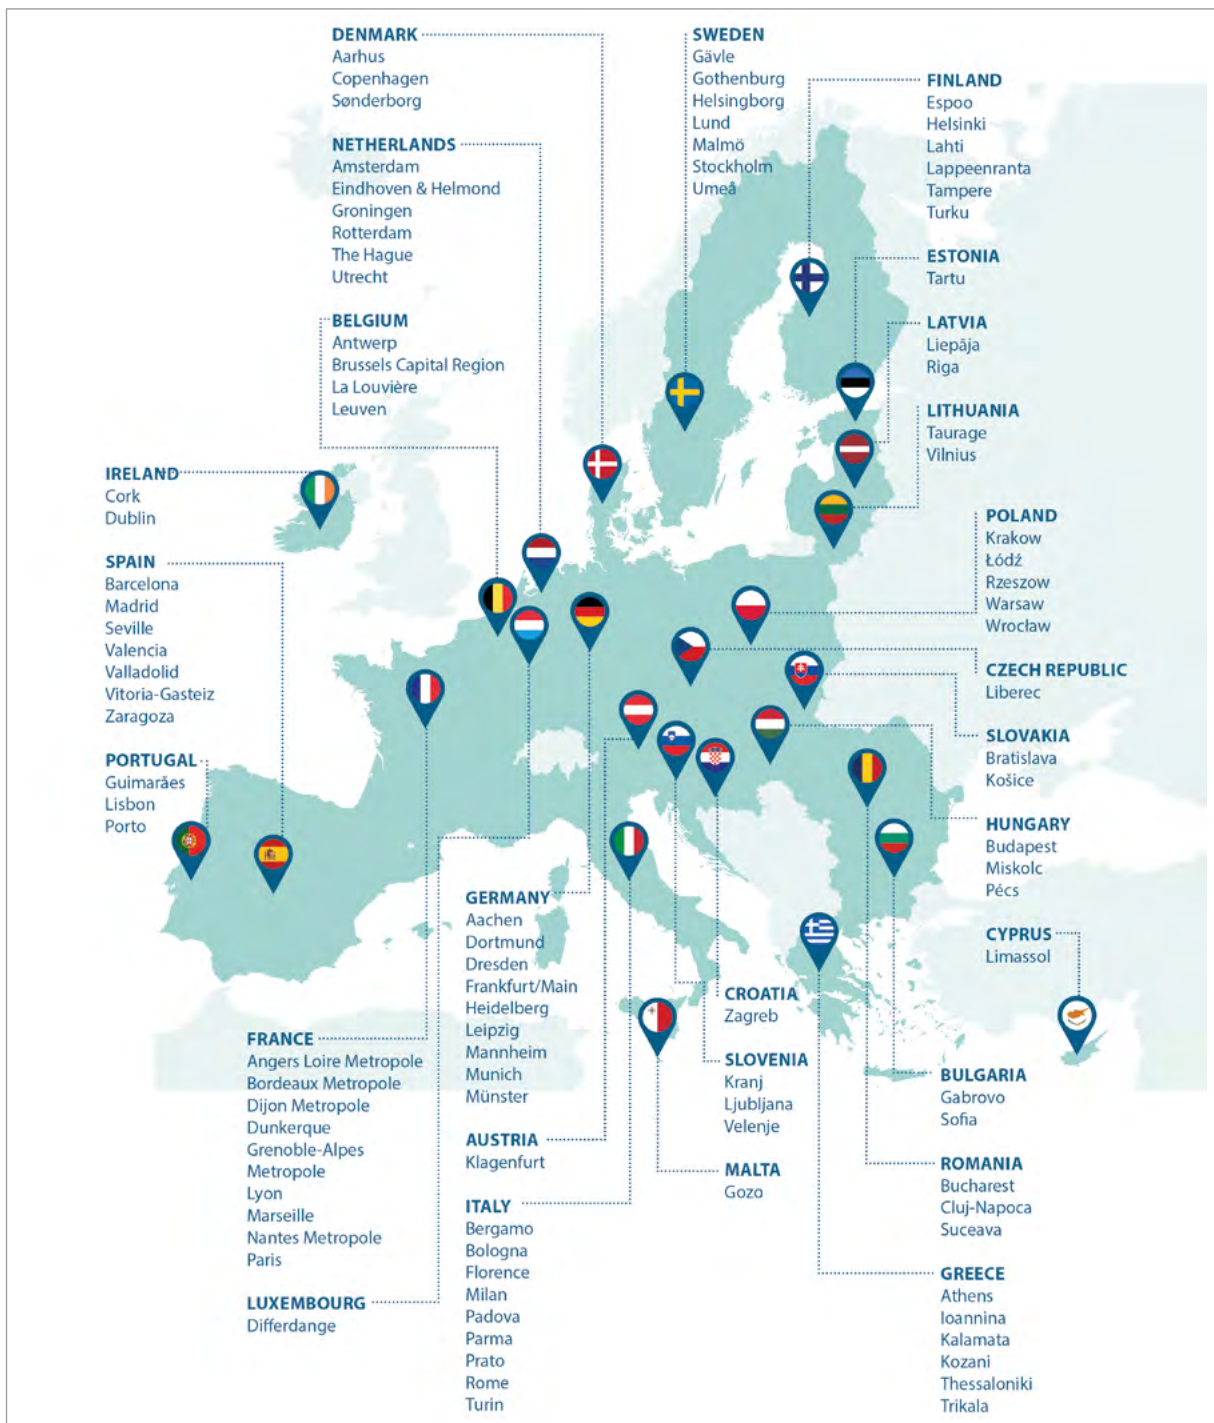 DENMARK
Aarhus
Copenhagen
Sønderborg
NETHERLANDS
Amsterdam
Eindhoven & Helmond
Groningen
Rotterdam
The Hague
Utrecht
BELGIUM
Antwerp
Brussels Capital Region
La Louvière
Leuven
SWEDEN
Gävle
Gothenburg
Helsingborg
Lund
Malmö
Stockholm
Umeå
FINLAND
Espoo
Helsinki
Lahti
Lappeenranta
Tampere
Turku
ESTONIA
Tartu
LATVIA
Liepāja
Riga
LITHUANIA
Taurage
Vilnius
IRELAND
Cork
Dublin
SPAIN
Barcelona
Madrid
Seville
Valencia
Valladolid
Vitoria-Gasteiz
Zaragoza
PORTUGAL
Guimarães
Lisbon
Porto
POLAND
Krakow
Łódź
Rzeszow
Warsaw
Wrocław
CZECH REPUBLIC
Liberec
SLOVAKIA
Bratislava
Košice
HUNGARY
Budapest
Miskolc
Pécs
CYPRUS
Limassol
FRANCE
Angers Loire Metropole
Bordeaux Metropole
Dijon Metropole
Dunkerque
Grenoble-Alpes
Metropole
Lyon
Marseille
Nantes Metropole
Paris
LUXEMBOURG
Differdange
GERMANY
Aachen
Dortmund
Dresden
Frankfurt/Main
Heidelberg
Leipzig
Mannheim
Munich
Münster
AUSTRIA
Klagenfurt
ITALY
Bergamo
Bologna
Florence
Milan
Padova
Parma
Prato
Rome
Turin
CROATIA
Zagreb
SLOVENIA
Kranj
Ljubljana
Velenje
MALTA
Gozo
BULGARIA
Gabrovo
Sofia
ROMANIA
Bucharest
Cluj-Napoca
Suceava
GREECE
Athens
Ioannina
Kalamata
Kozani
Thessaloniki
Trikala